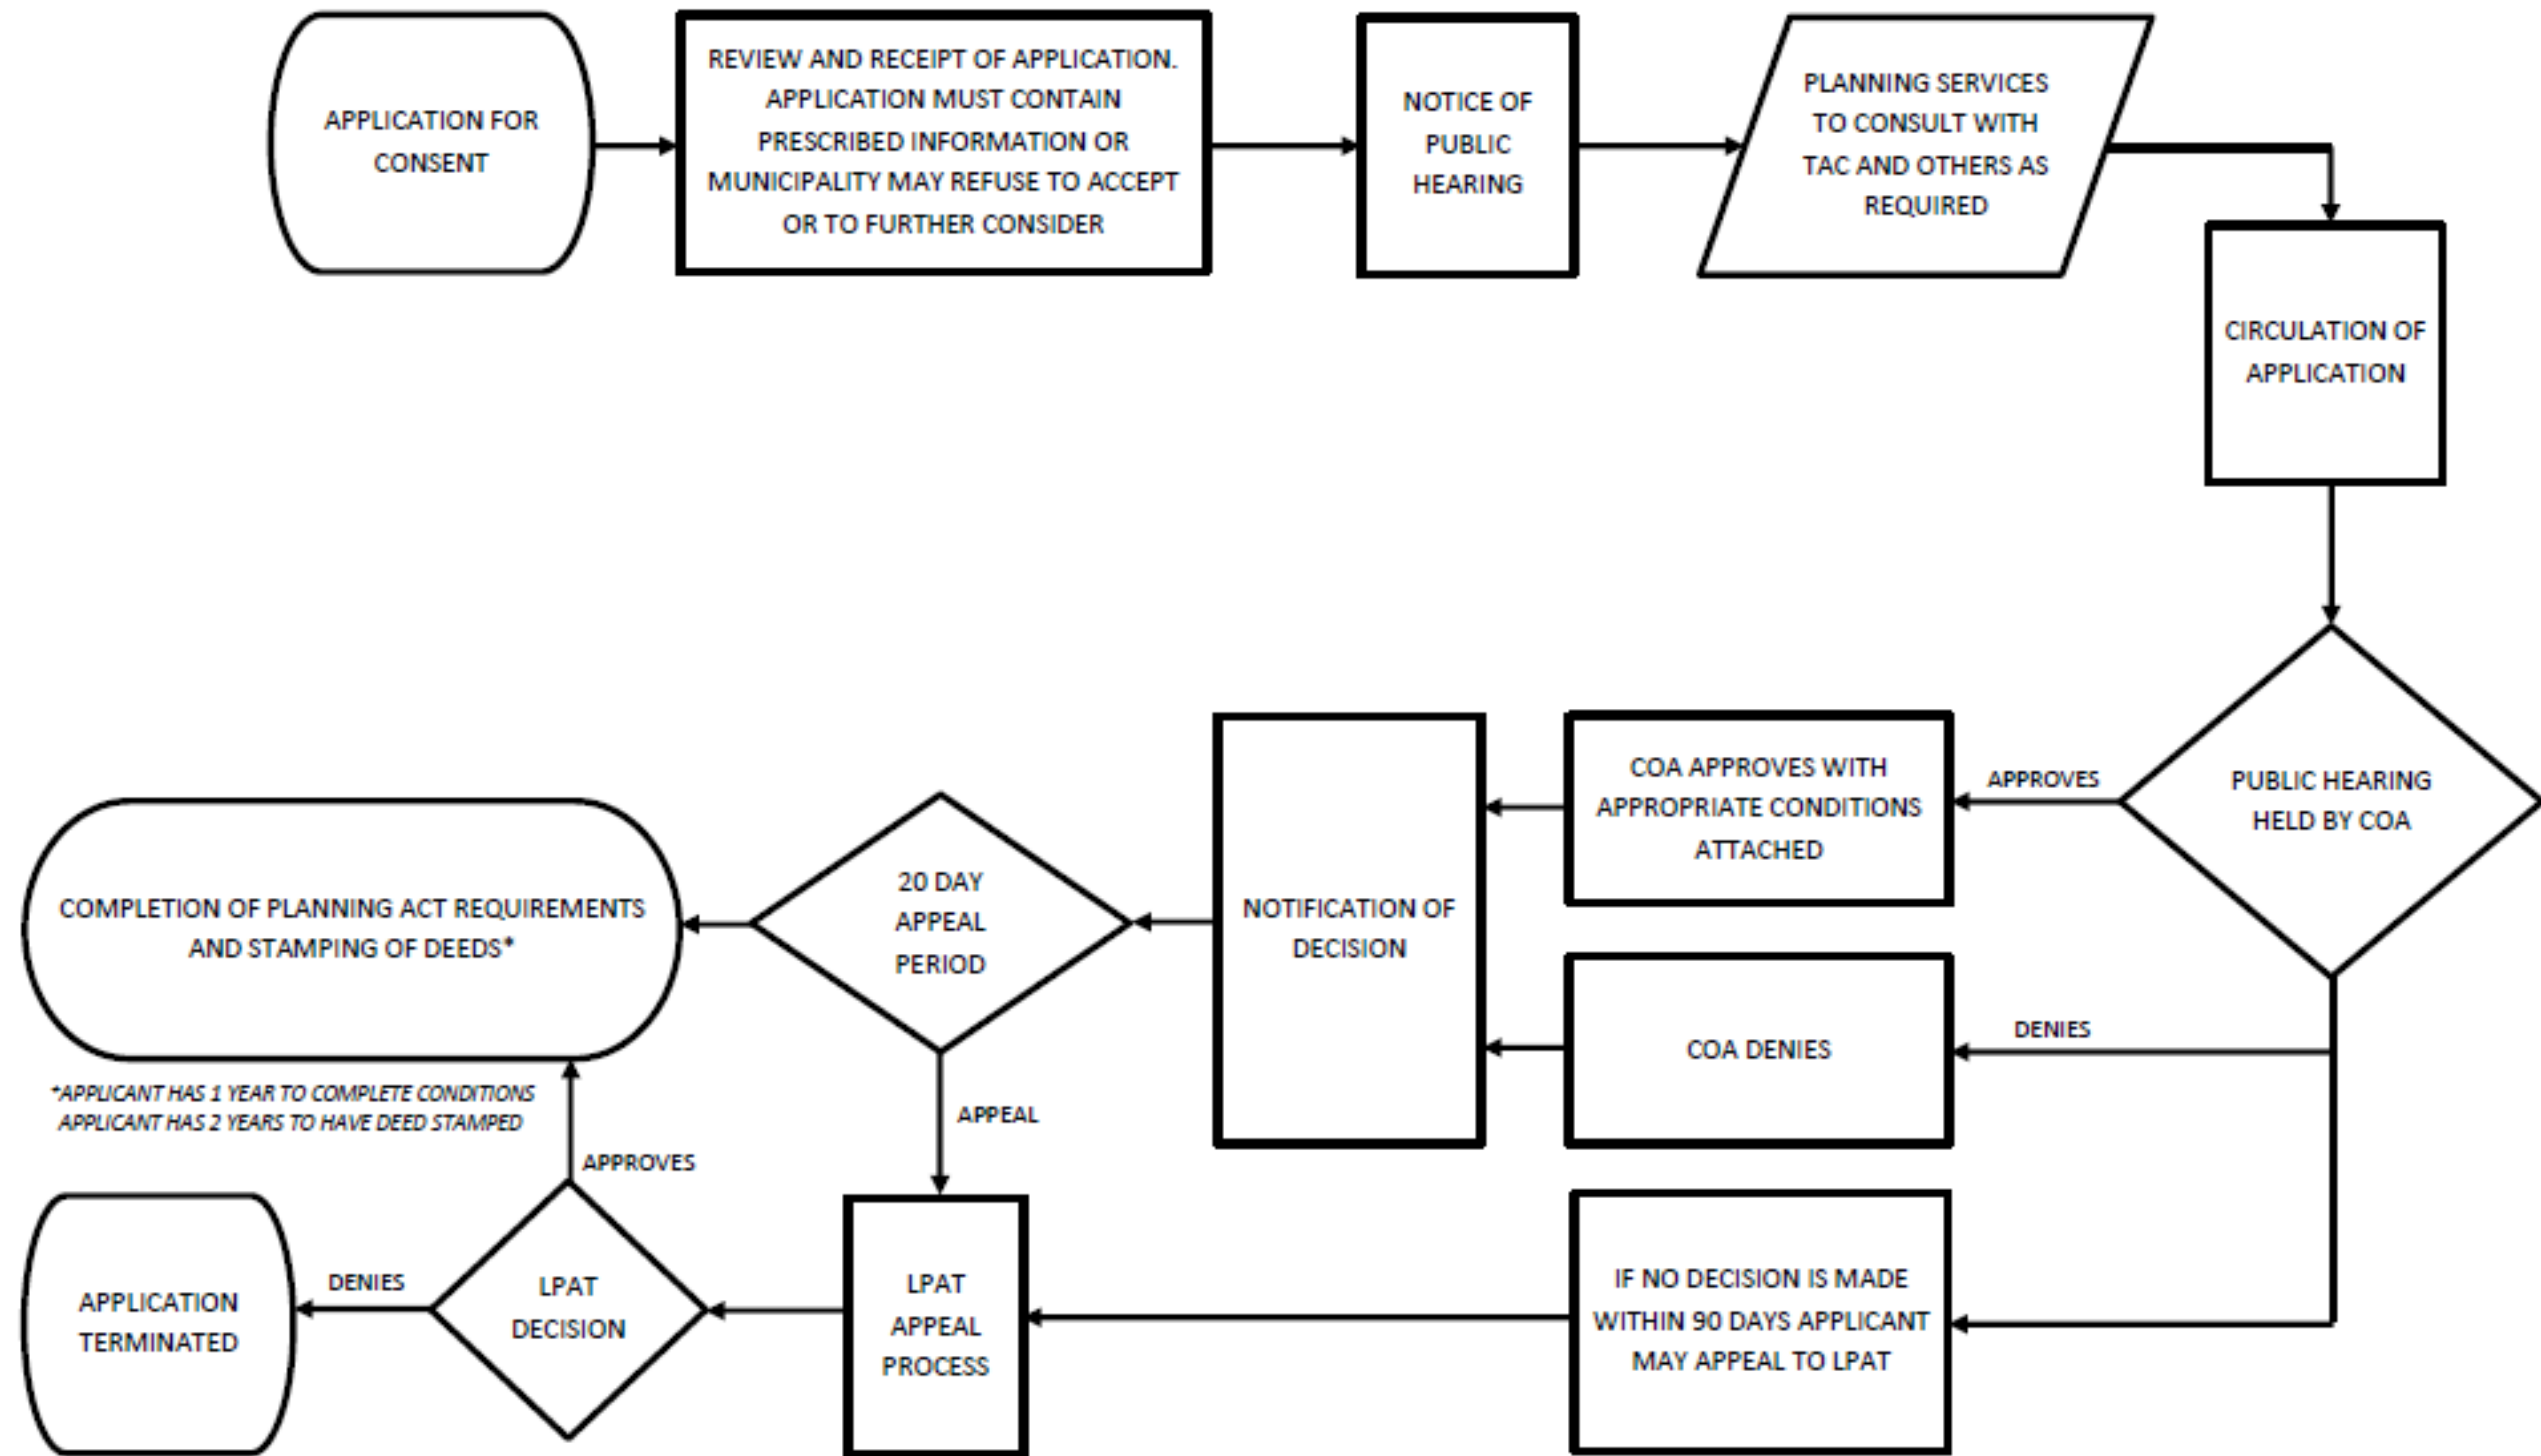 APPLICATION FOR
CONSENT
REVIEW AND RECEIPT OF APPLICATION.
APPLICATION MUST CONTAIN
PRESCRIBED INFORMATION OR
MUNICIPALITY MAY REFUSE TO ACCEPT
OR TO FURTHER CONSIDER
NOTICE OF
PUBLIC
HEARING
PLANNING SERVICES
TO CONSULT WITH
TAC AND OTHERS AS
REQUIRED
CIRCULATION OF
APPLICATION
PUBLIC HEARING
HELD BY COA
APPROVES
COA APPROVES WITH
APPROPRIATE CONDITIONS
ATTACHED
DENIES
COA DENIES
IF NO DECISION IS MADE
WITHIN 90 DAYS APPLICANT
MAY APPEAL TO LPAT
NOTIFICATION OF
DECISION
20 DAY
APPEAL
PERIOD
APPEAL
COMPLETION OF PLANNING ACT REQUIREMENTS
AND STAMPING OF DEEDS*
*APPLICANT HAS 1 YEAR TO COMPLETE CONDITIONS
APPLICANT HAS 2 YEARS TO HAVE DEED STAMPED
LPAT
APPEAL
PROCESS
LPAT
DECISION
APPROVES
DENIES
APPLICATION
TERMINATED